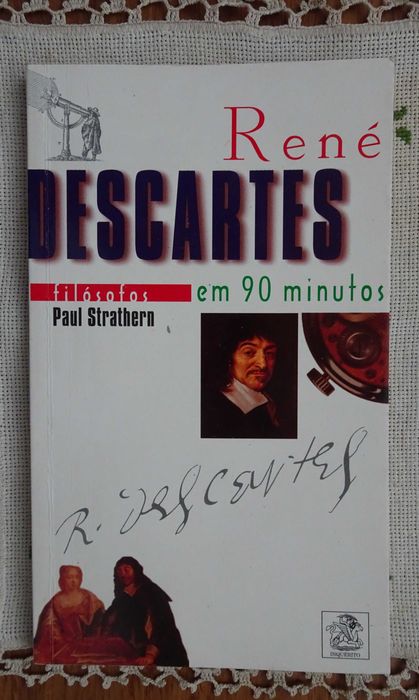 René
DESCARTES
filósofos
em 90 minutos
Paul Strathern
R. Descartes
INQUÉRITO